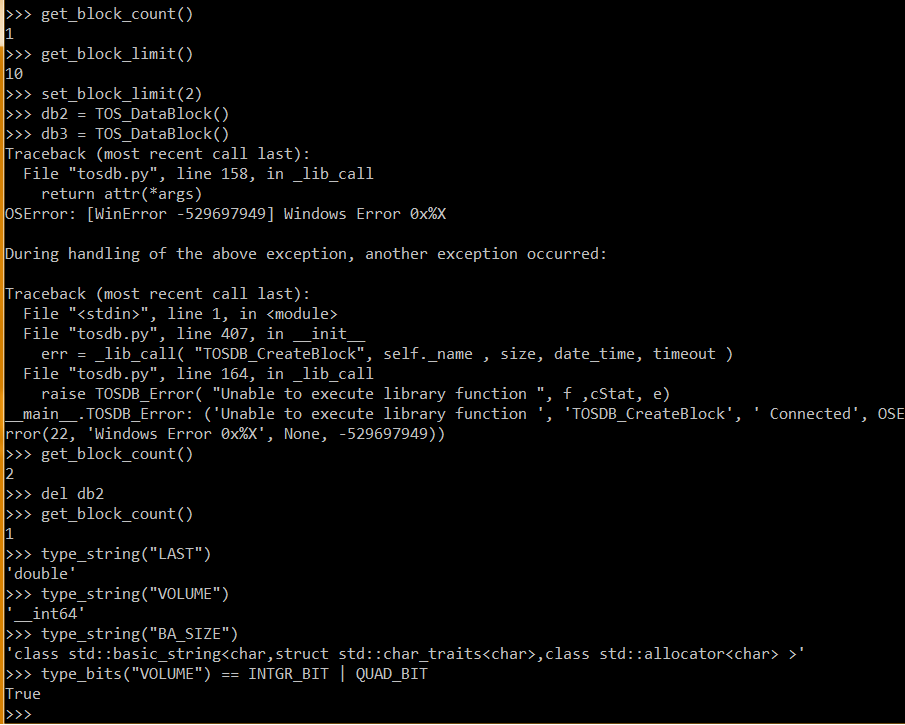 >>> get_block_count()
1
>>> get_block_limit()
10
>>> set_block_limit(2)
>>> db2 = TOS_DataBlock()
>>> db3 = TOS_DataBlock()
Traceback (most recent call last):
  File "tosdb.py", line 158, in _lib_call
    return attr(*args)
OSError: [WinError -529697949] Windows Error 0x%X

During handling of the above exception, another exception occurred:

Traceback (most recent call last):
  File "<stdin>", line 1, in <module>
  File "tosdb.py", line 407, in __init__
    err = _lib_call( "TOSDB_CreateBlock", self._name , size, date_time, timeout )
  File "tosdb.py", line 164, in _lib_call
    raise TOSDB_Error( "Unable to execute library function ", f ,cStat, e)
__main__.TOSDB_Error: ('Unable to execute library function ', 'TOSDB_CreateBlock', ' Connected', OSE
rror(22, 'Windows Error 0x%X', None, -529697949))
>>> get_block_count()
2
>>> del db2
>>> get_block_count()
1
>>> type_string("LAST")
'double'
>>> type_string("VOLUME")
'__int64'
>>> type_string("BA_SIZE")
'class std::basic_string<char,struct std::char_traits<char>,class std::allocator<char> >'
>>> type_bits("VOLUME") == INTGR_BIT | QUAD_BIT
True
>>>